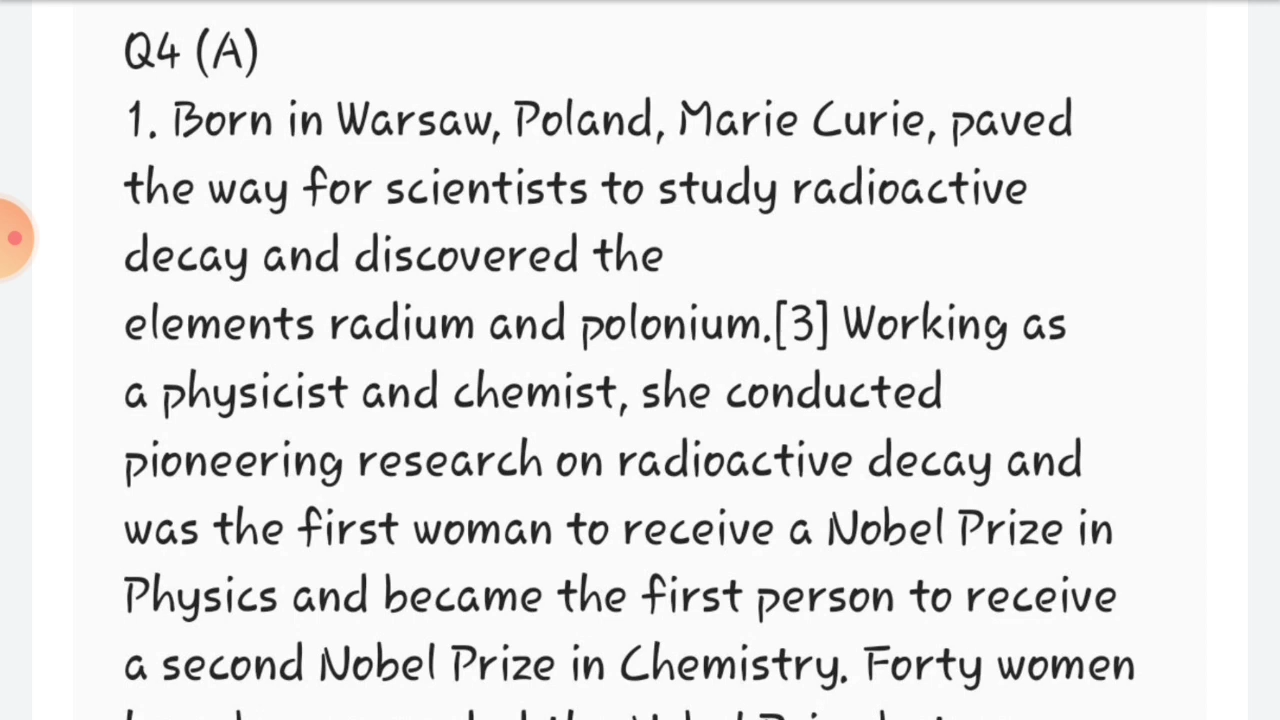 Q4 (A)
1. Born in Warsaw, Poland, Marie Curie, paved
the way for scientists to study radioactive
decay and discovered the
elements radium and polonium.[3] Working as
a physicist and chemist, she conducted
pioneering research on radioactive decay and
was the first woman to receive a Nobel Prize in
Physics and became the first person to receive
a second Nobel Prize in Chemistry. Forty women